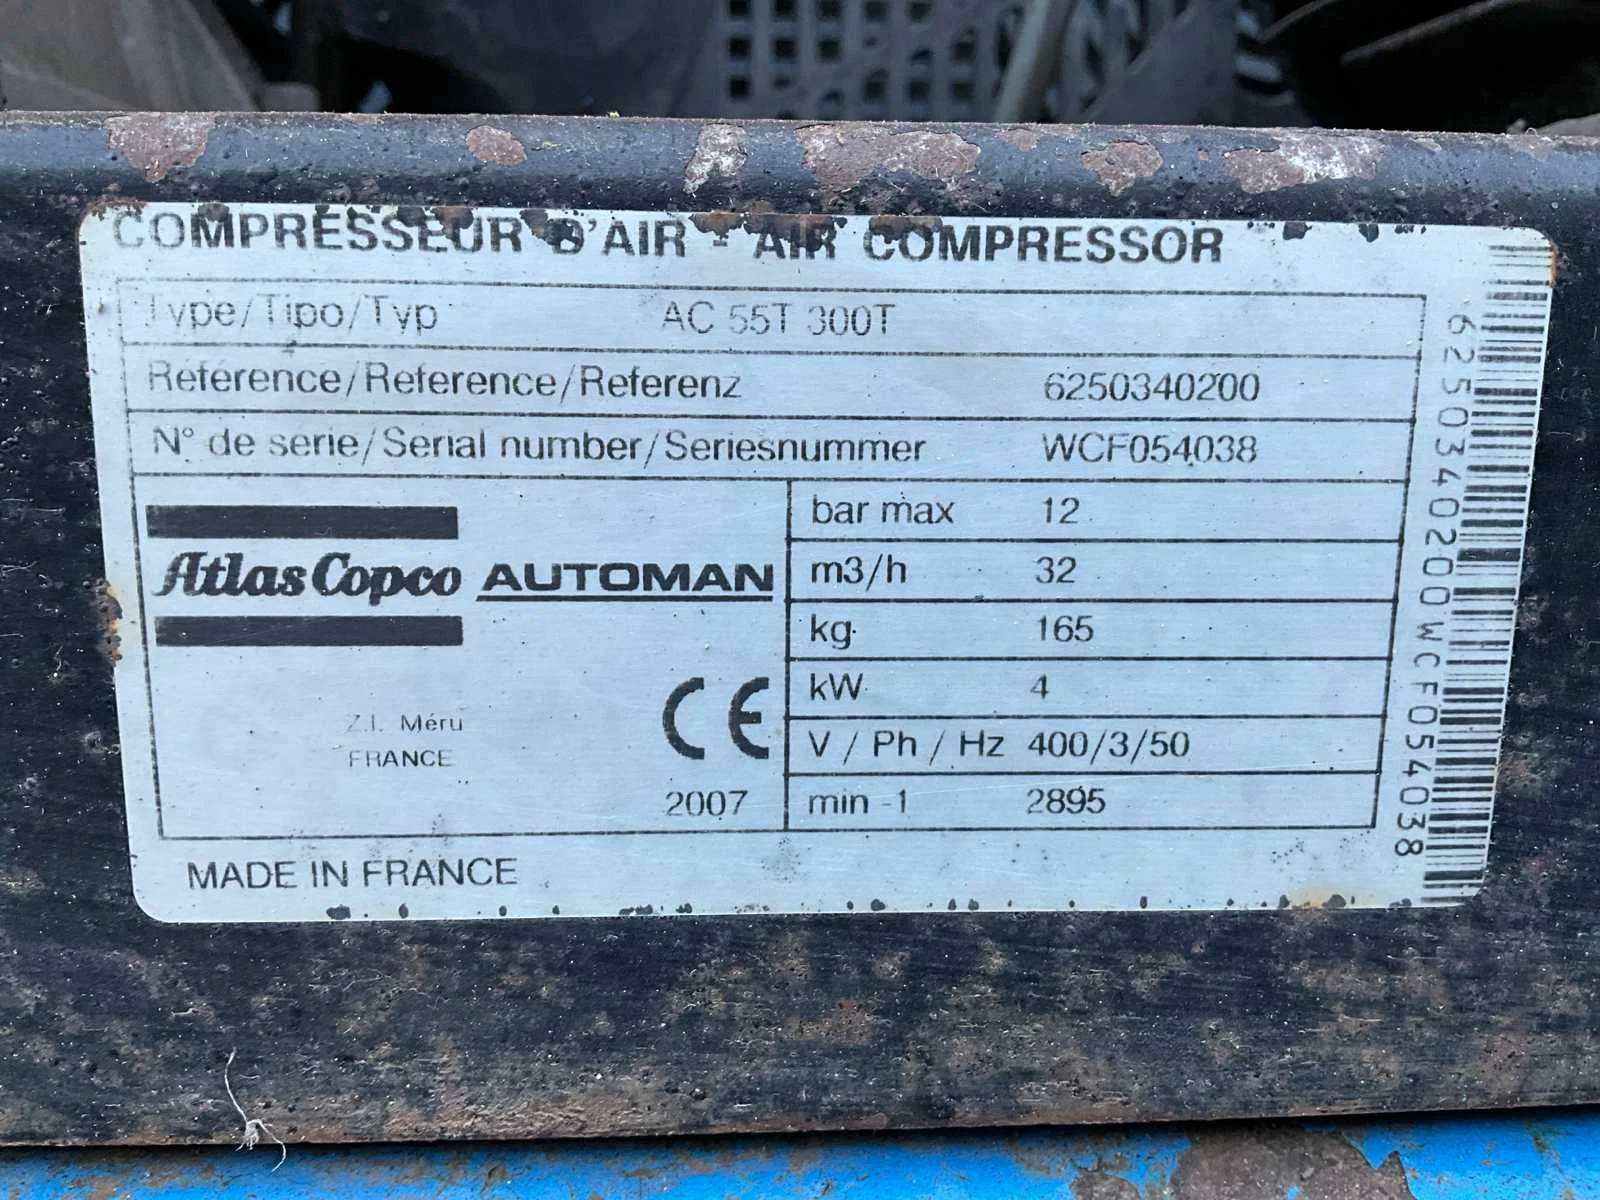 COMPRESSEUR D'AIR - AIR COMPRESSOR
Type/Tipo/Typ AC 55T 300T
Référence/Reference/Referenz 6250340200
N° de serie/Serial number/Seriesnummer WCF054038
bar max 12
Atlas Copco AUTOMAN
m3/h 32
kg 165
kW 4
Z.I. Méru
FRANCE
CE
V / Ph / Hz 400/3/50
2007
min -1 2895
MADE IN FRANCE
6250340200WCF054038